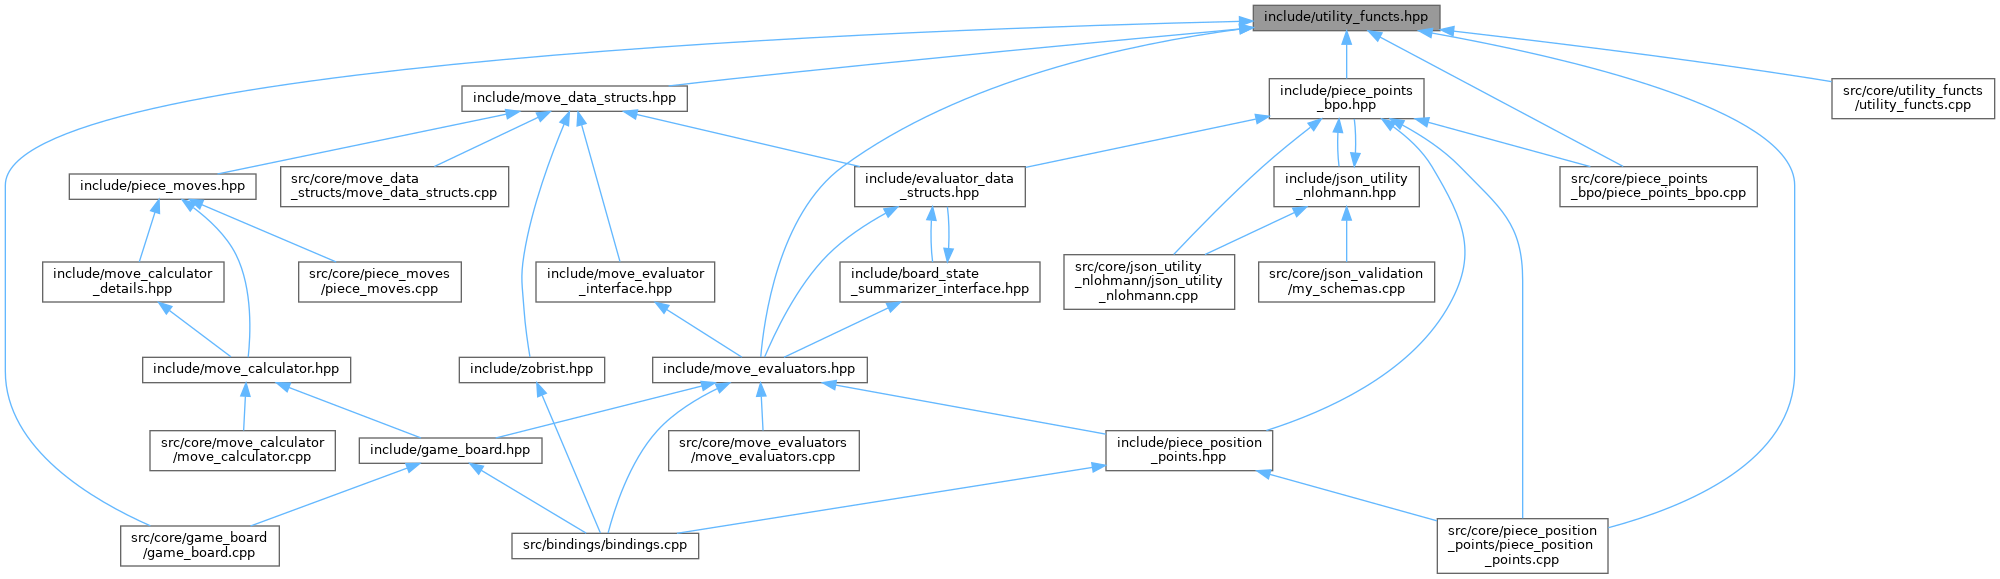 include/utility_functs.hpp
include/move_data_structs.hpp
include/piece_points
_bpo.hpp
src/core/utility_functs
/utility_functs.cpp
include/piece_moves.hpp
src/core/move_data
_structs/move_data_structs.cpp
include/evaluator_data
_structs.hpp
include/json_utility
_nlohmann.hpp
src/core/piece_points
_bpo/piece_points_bpo.cpp
include/move_calculator
_details.hpp
src/core/piece_moves
/piece_moves.cpp
include/move_evaluator
_interface.hpp
include/board_state
_summarizer_interface.hpp
src/core/json_utility
_nlohmann/json_utility
_nlohmann.cpp
src/core/json_validation
/my_schemas.cpp
include/move_calculator.hpp
include/zobrist.hpp
include/move_evaluators.hpp
src/core/move_calculator
/move_calculator.cpp
include/game_board.hpp
src/core/move_evaluators
/move_evaluators.cpp
include/piece_position
_points.hpp
src/core/game_board
/game_board.cpp
src/bindings/bindings.cpp
src/core/piece_position
_points/piece_position
_points.cpp